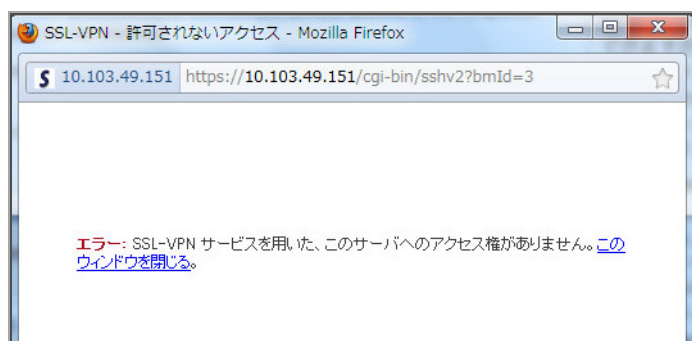 SSL-VPN - 許可されないアクセス - Mozilla Firefox
10.103.49.151 https://10.103.49.151/cgi-bin/sshv2?bmId=3
エラー: SSL-VPN サービスを用いた、このサーバへのアクセス権がありません。この
ウィンドウを閉じる。